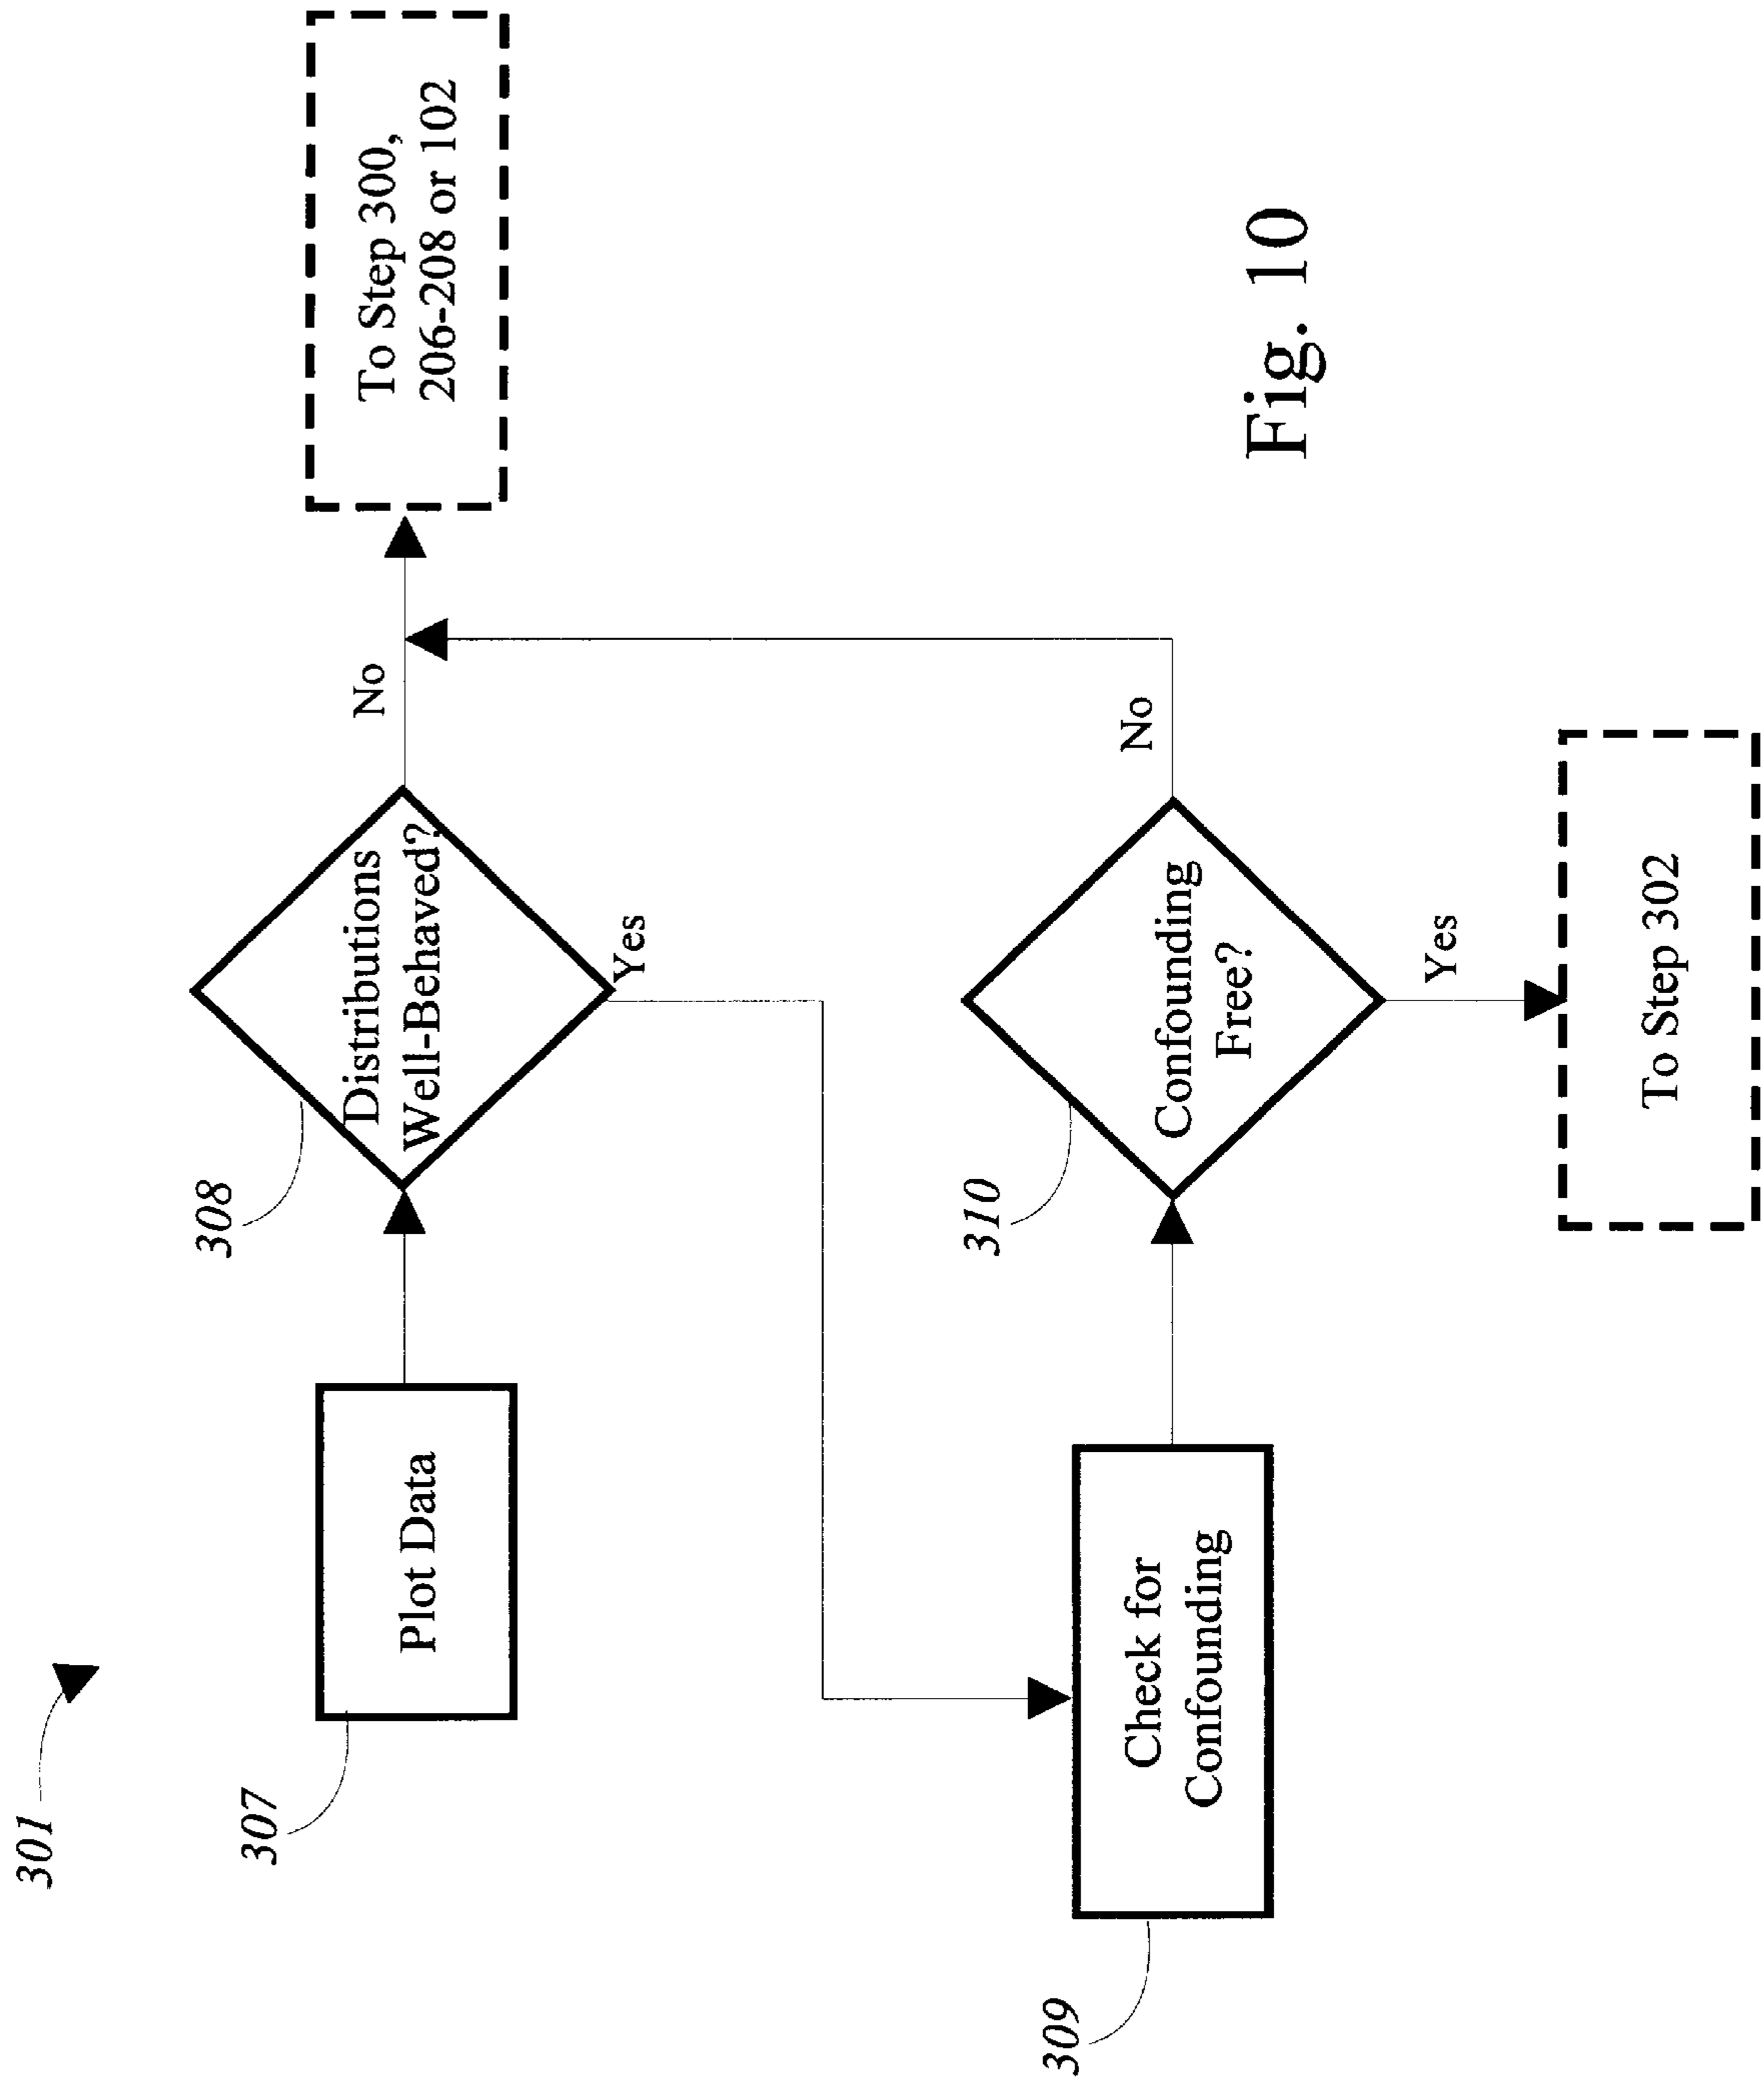 301
307
Plot Data
308
Distributions
Well-Behaved?
No
To Step 300,
206-208 or 102
Yes
309
Check for
Confounding
310
Confounding
Free?
No
Yes
To Step 302
Fig. 10